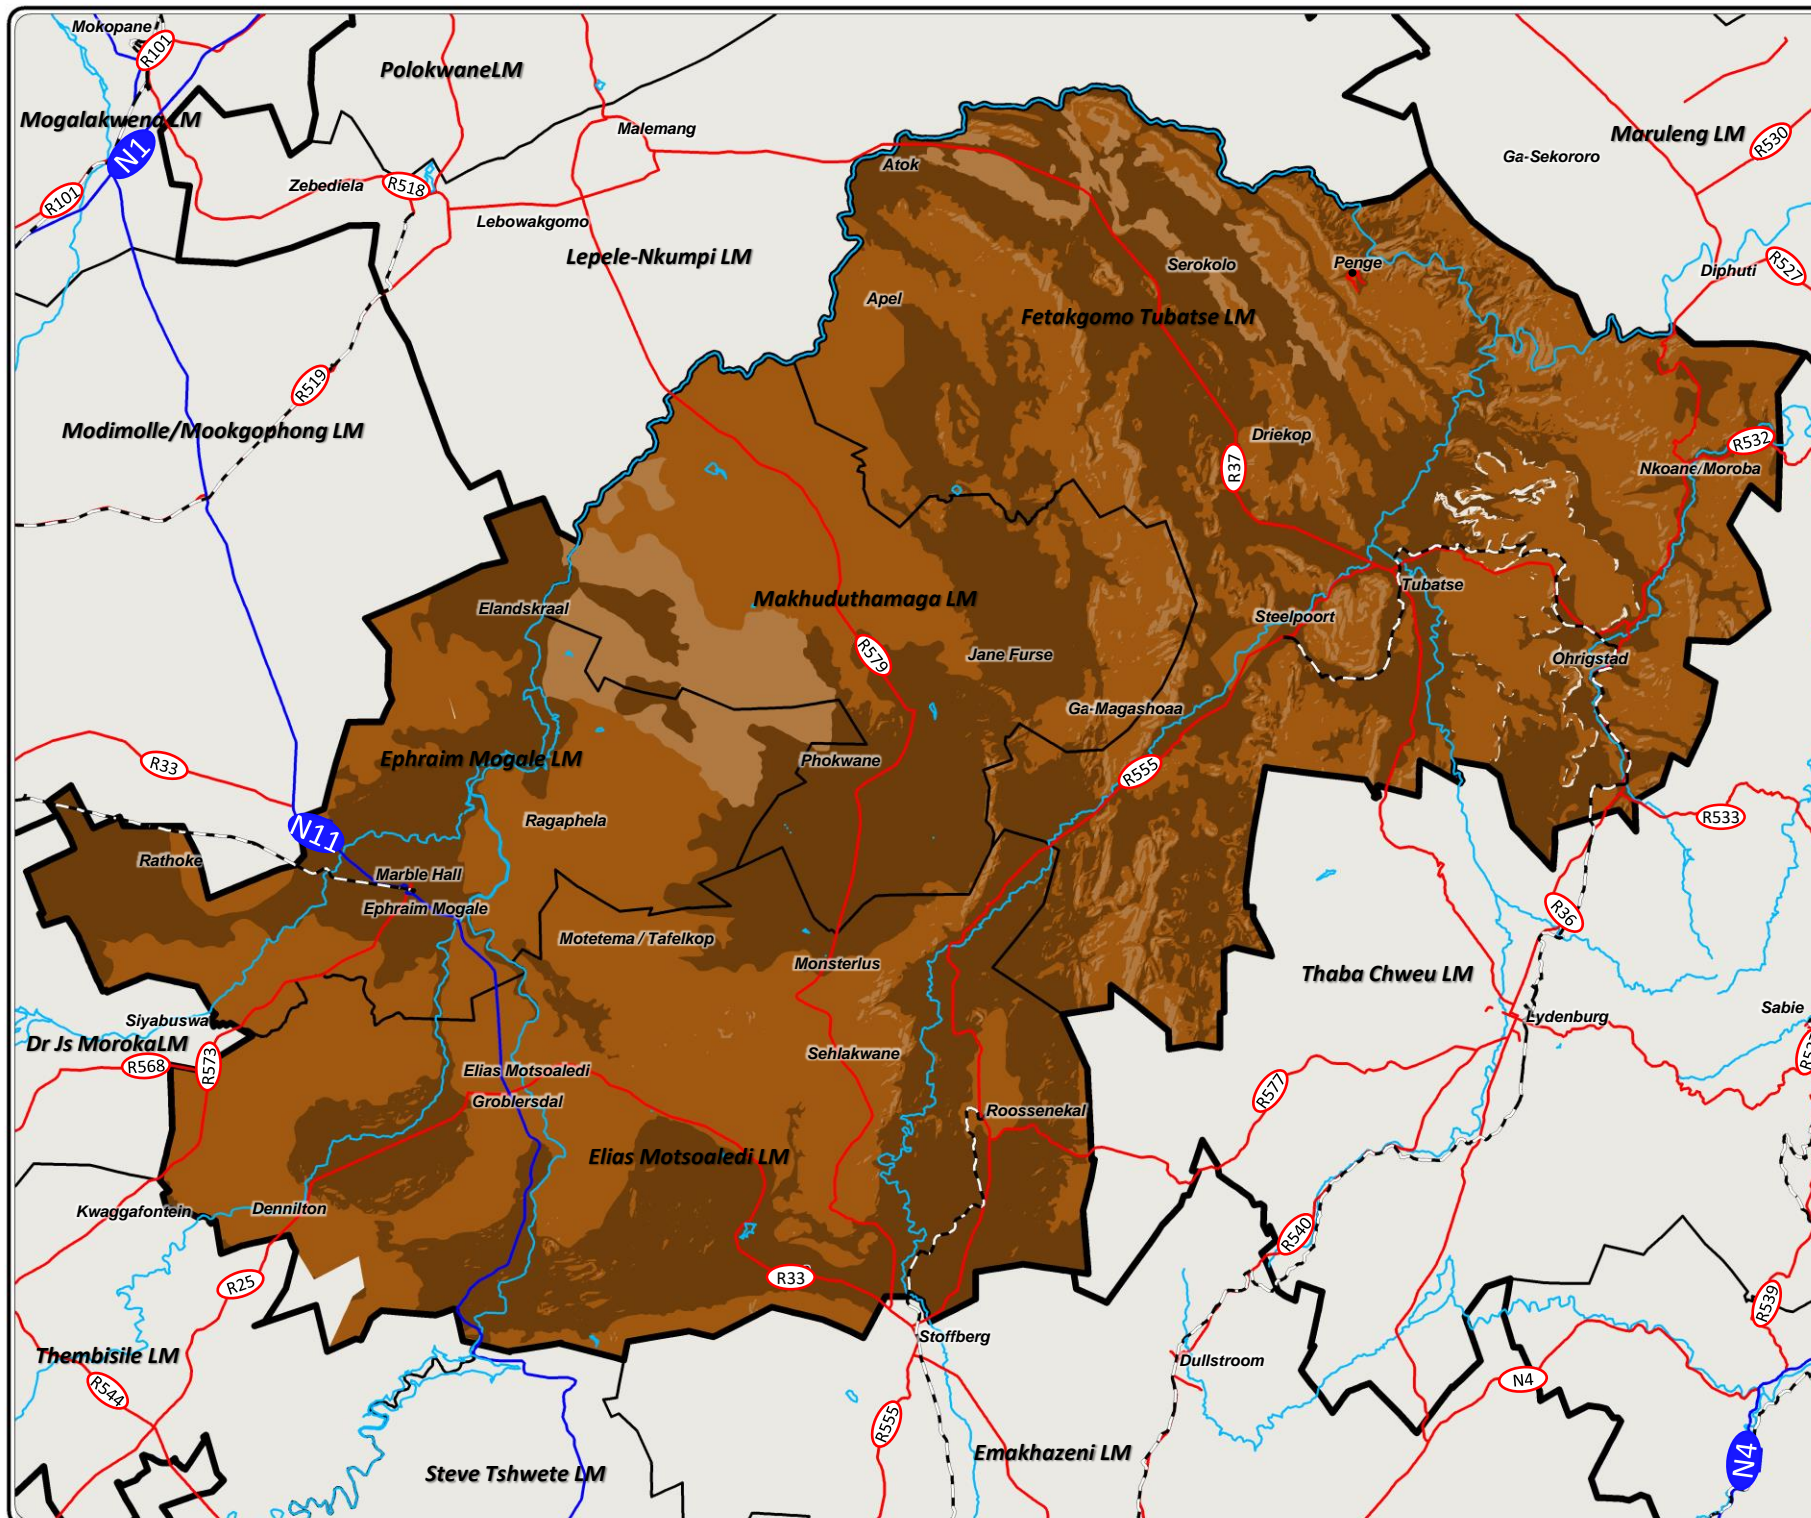 Mokopane
R101
PolokwaneLM
Mogalakwena LM
N1
Malemang
Maruleng LM
R530
Ga-Sekororo
Atok
Zebediela
R518
R101
Lebowakgomo
Lepele-Nkumpi LM
Serokolo
Penge
Diphuti
R527
Apel
Fetakgomo Tubatse LM
R519
Modimolle/Mookgophong LM
Driekop
R532
R37
Nkoane/Moroba
Tubatse
Elandskraal
Makhuduthamaga LM
Steelpoort
R579
Jane Furse
Ohrigstad
Ga-Magashoaa
Ephraim Mogale LM
Phokwane
R33
R555
Ragaphela
R533
N11
Rathoke
Marble Hall
Ephraim Mogale
R36
Motetema / Tafelkop
Monsterlus
Thaba Chweu LM
Siyabuswa
Lydenburg
Sabie
Dr Js MorokaLM
Sehlakwane
R568
R573
Elias Motsoaledi
Groblersdal
R577
Roossenekal
Elias Motsoaledi LM
Kwaggafontein
Dennilton
R540
R25
R33
R539
Stoffberg
Thembisile LM
Dullstroom
R544
N4
R555
Emakhazeni LM
N4
Steve Tshwete LM